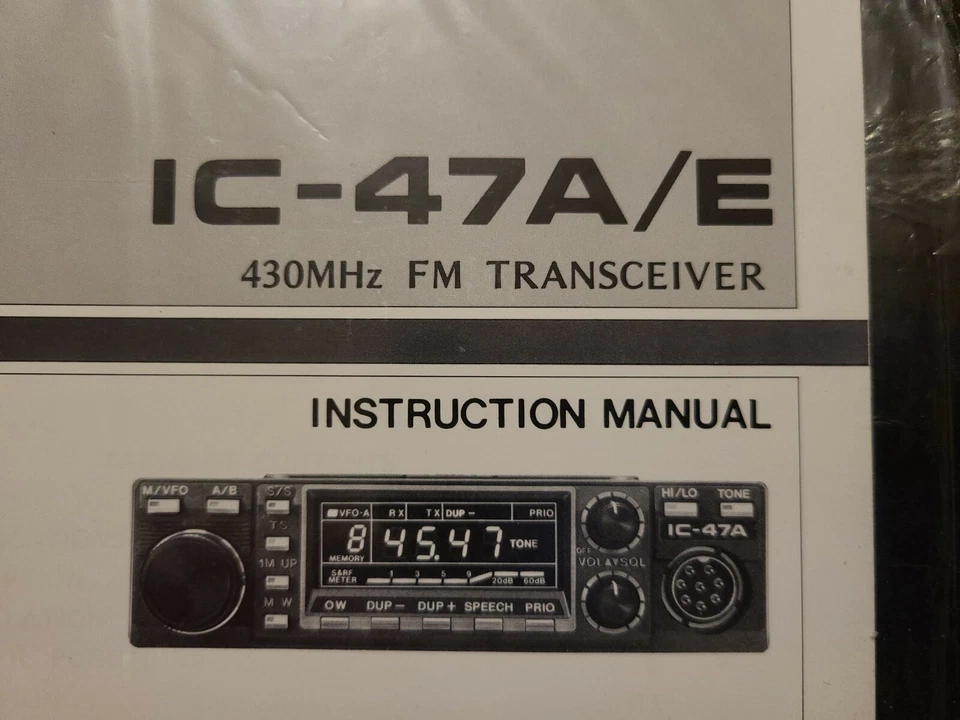 IC-47A/E
430MHz FM TRANSCEIVER
INSTRUCTION MANUAL
M/VFO A/B S/S HI/LO TONE
VFO-A RX TX DUP- PRIO
TS
8 45.47 TONE
MEMORY
IC-47A
OFF
VOL SQL
1M UP
S&RF
METER 1 3 5 9 20dB 60dB
M W
OW DUP- DUP+ SPEECH PRIO